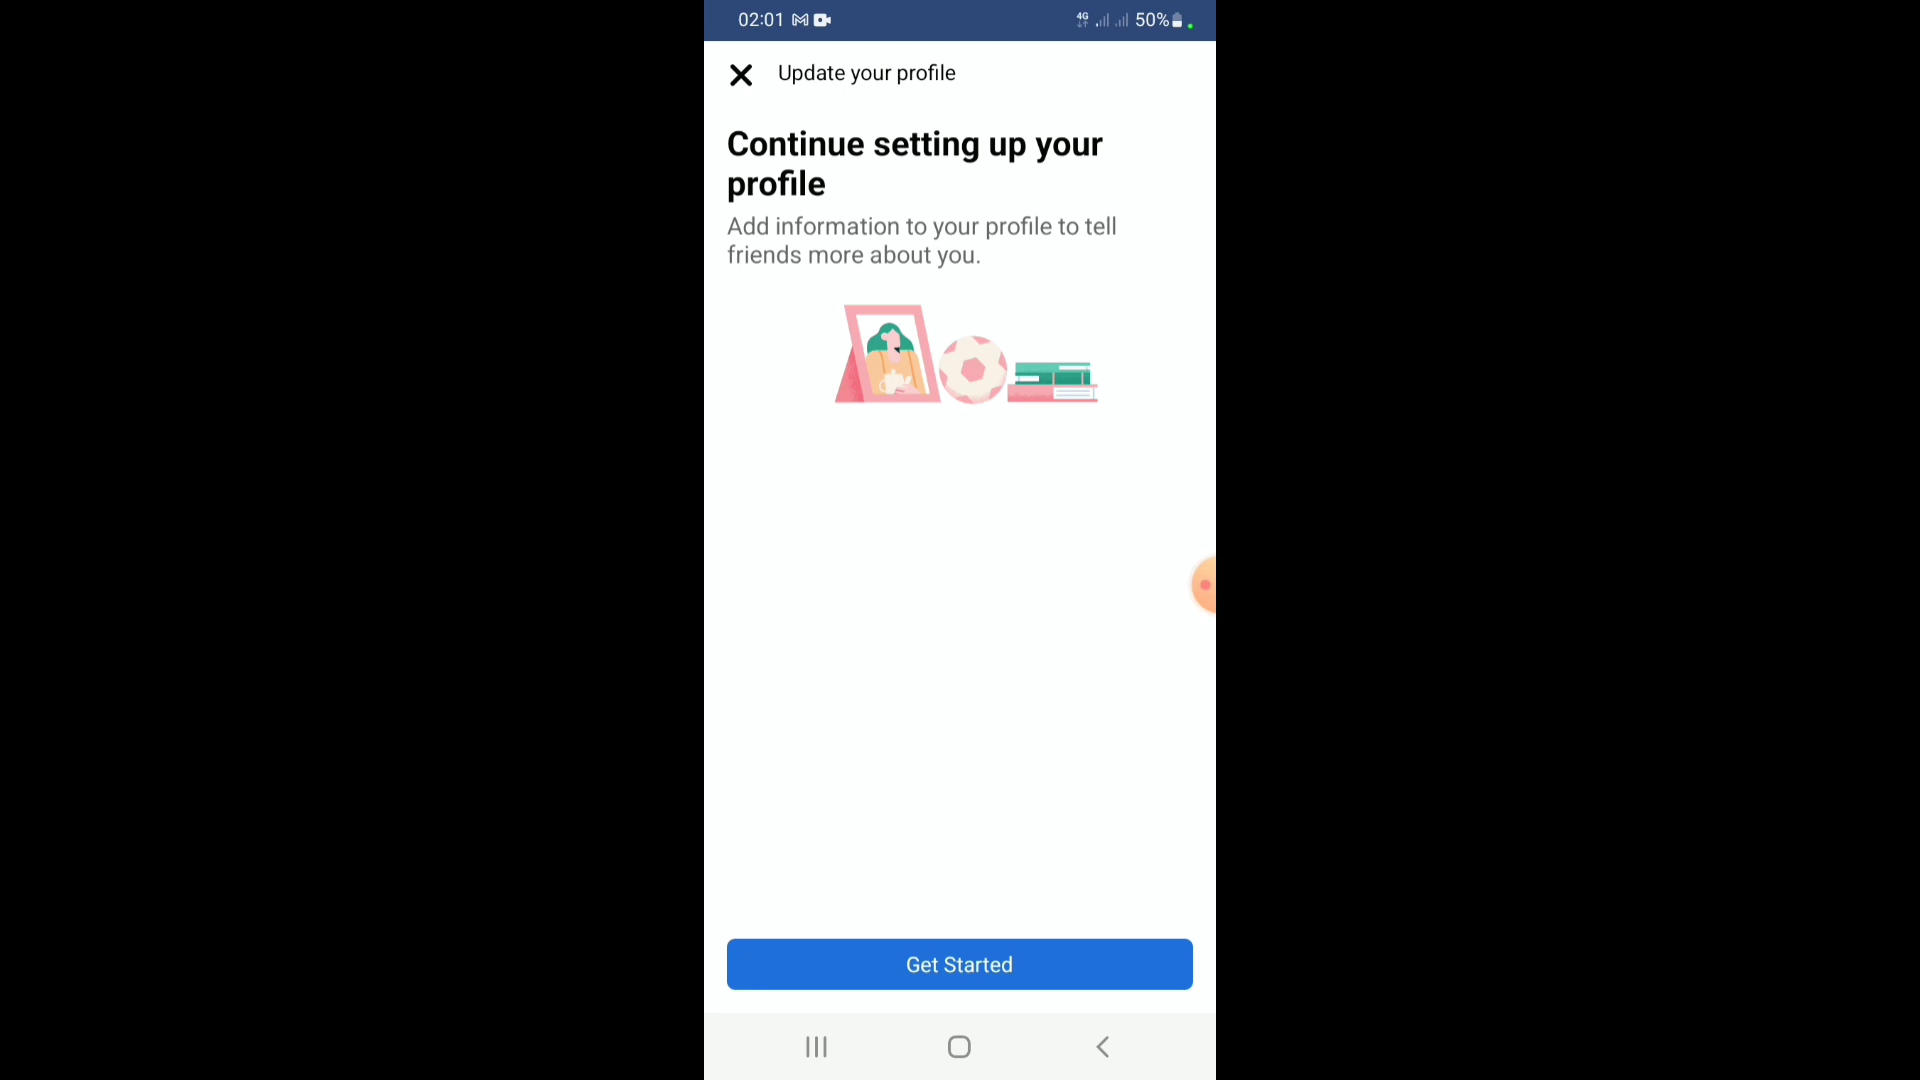 02:01 4G 50%
Update your profile
Continue setting up your
profile
Add information to your profile to tell
friends more about you.
Get Started